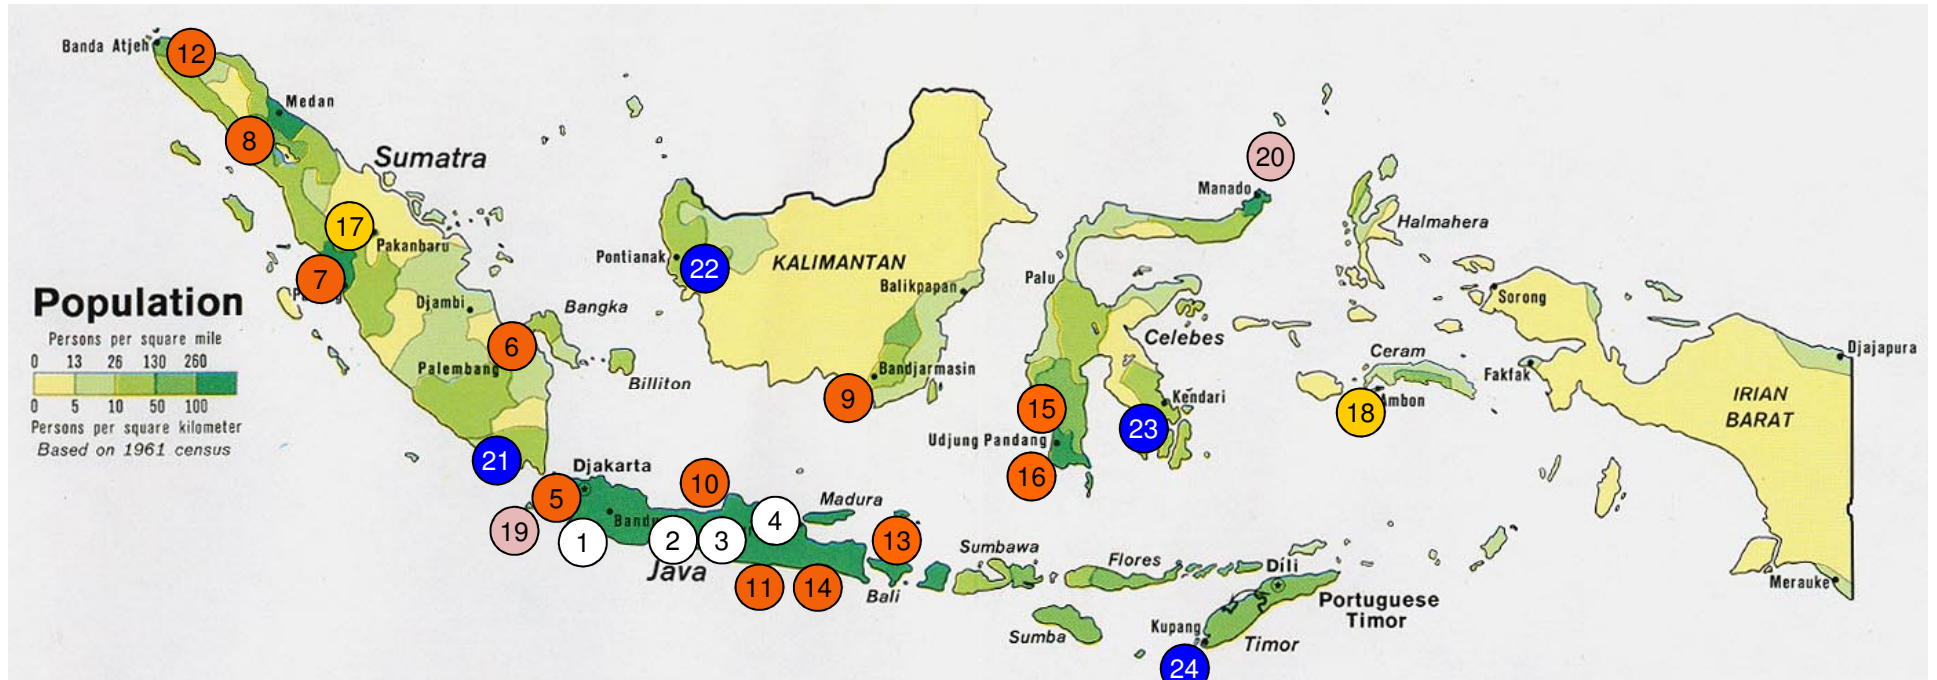 Banda Atjeh
12
Medan
8
Sumatra
17
Pakanbaru
7
Djambi
Bangka
6
Palembang
Billiton
21
Population
Persons per square mile
0 13 26 130 260
0 5 10 50 100
Persons per square kilometer
Based on 1961 census
Pontianak
22
KALIMANTAN
Balikpapan
Bandjarmasin
9
Manado
20
Palu
Celebes
15
Kendari
23
Udjung Pandang
16
Halmahera
Sorong
Ceram
Fakfak
18
Djajapura
IRIAN
BARAT
Merauke
Djakarta
5
19
1
2
3
4
10
Madura
Java
11
14
13
Bali
Sumbawa
Flores
Dili
Portuguese
Timor
Sumba
Kupang
Timor
24